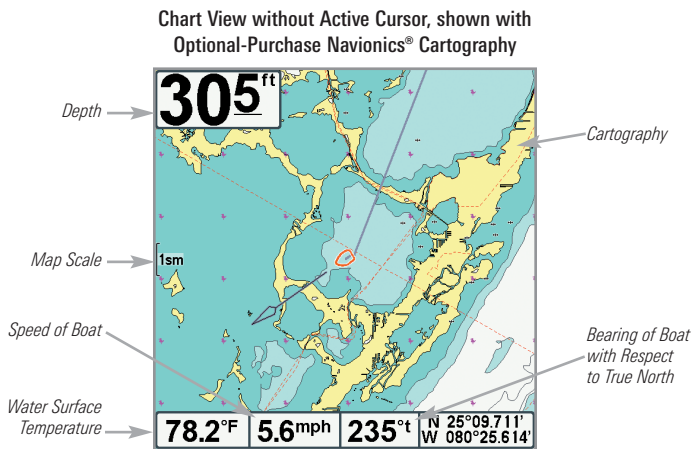 Chart View without Active Cursor, shown with
Optional-Purchase Navionics® Cartography
305 ft
Depth
Cartography
Map Scale
1sm
Speed of Boat
Bearing of Boat
with Respect
to True North
Water Surface
Temperature
78.2°F
5.6mph
235°t
N 25°09.711'
W 080°25.614'